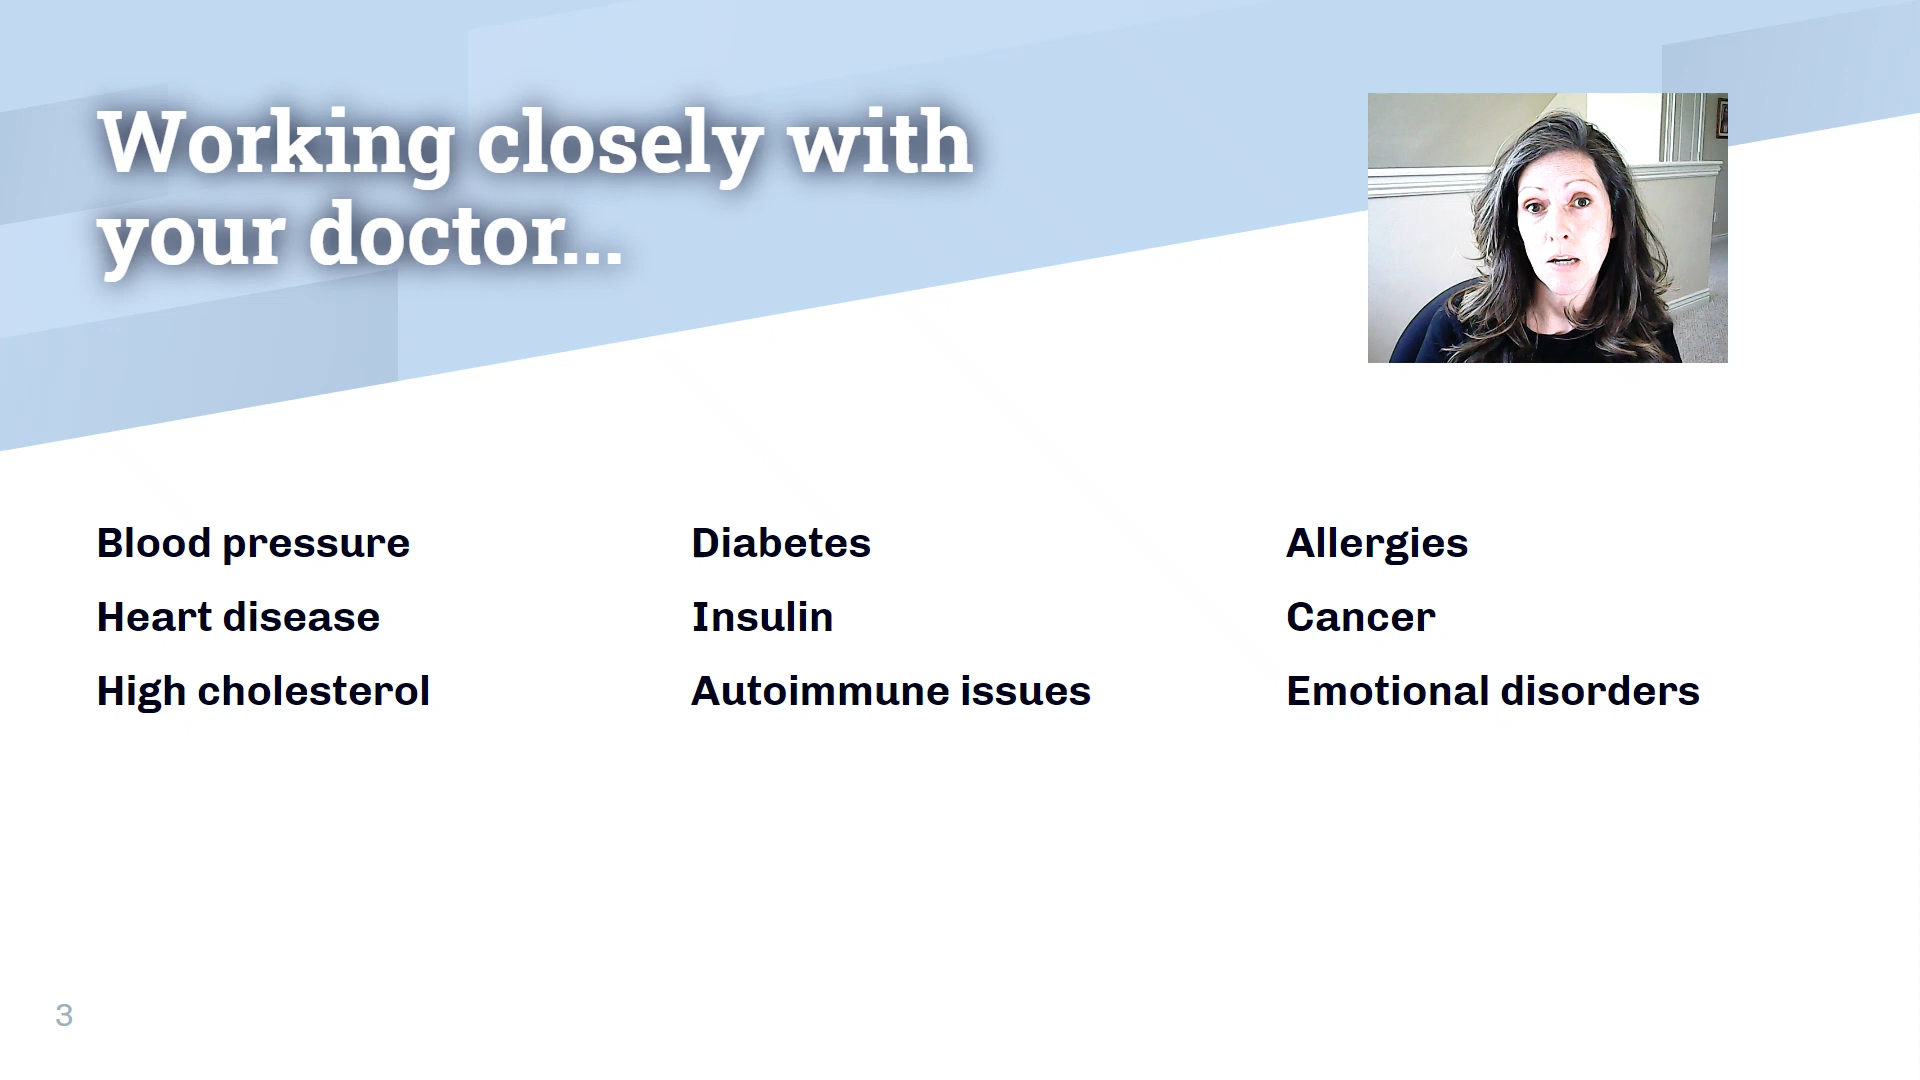 Working closely with
your doctor...
Blood pressure
Heart disease
High cholesterol
Diabetes
Insulin
Autoimmune issues
Allergies
Cancer
Emotional disorders
3